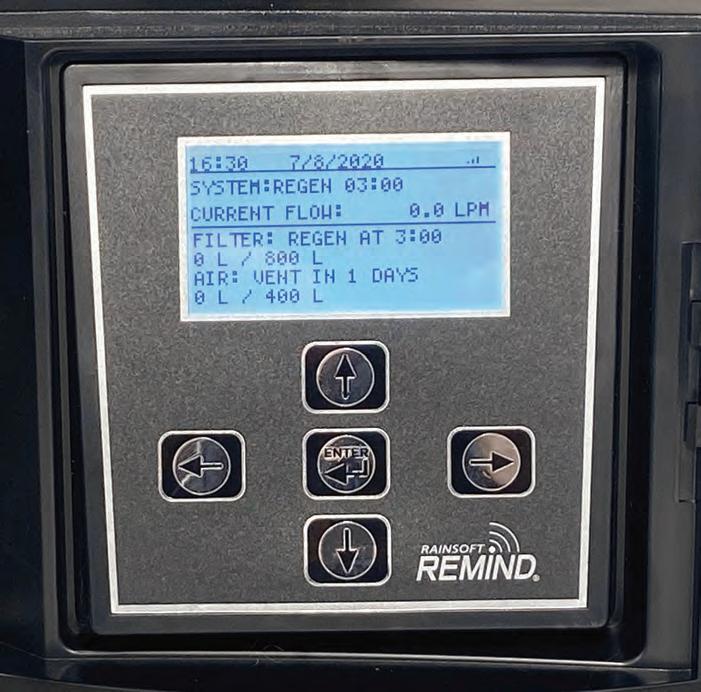 16:30 7/8/2020
SYSTEM:REGEN 03:00
CURRENT FLOW: 0.0 LPM
FILTER: REGEN AT 3:00
0 L / 800 L
AIR: VENT IN 1 DAYS
0 L / 400 L
ENTER
RAINSOFT
REMIND®